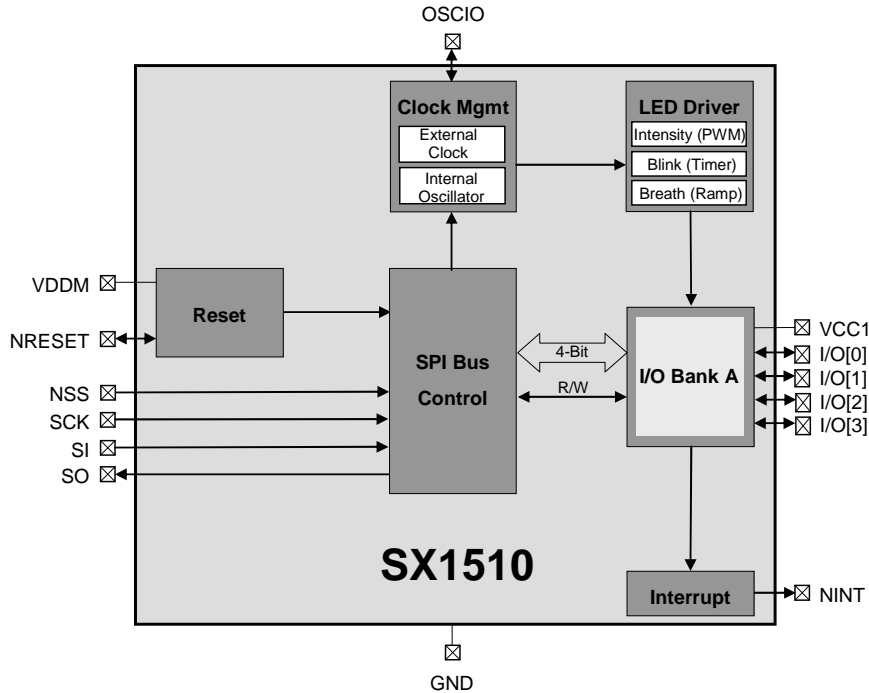 OSCIO
Clock Mgmt
External
Clock
Internal
Oscillator
LED Driver
Intensity (PWM)
Blink (Timer)
Breath (Ramp)
VDDM
NRESET
Reset
NSS
SCK
SI
SO
SPI Bus
Control
4-Bit
R/W
I/O Bank A
VCC1
I/O[0]
I/O[1]
I/O[2]
I/O[3]
SX1510
Interrupt
NINT
GND